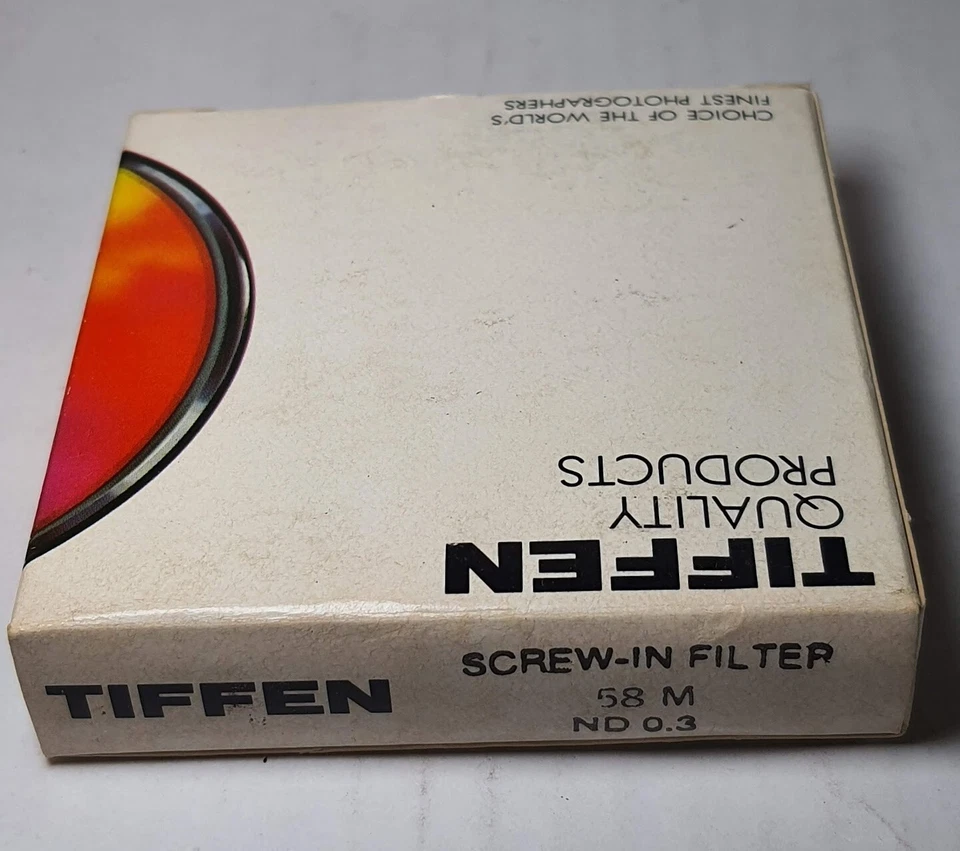 CHOICE OF THE WORLD'S
FINEST PHOTOGRAPHERS
TIFFEN
QUALITY
PRODUCTS
TIFFEN
SCREW-IN FILTER
58 M
ND 0.3